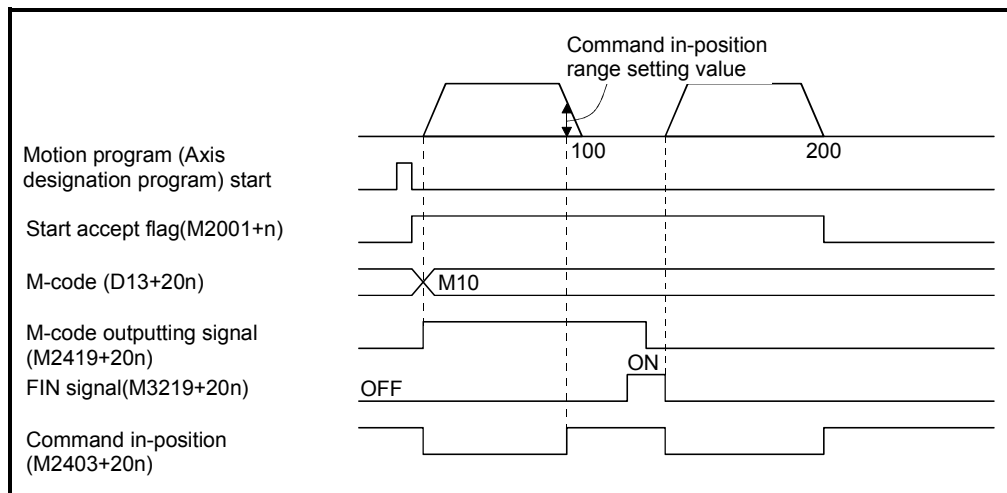 Command in-position
range setting value
100
200
Motion program (Axis
designation program) start
Start accept flag(M2001+n)
M-code (D13+20n)
M10
M-code outputting signal
(M2419+20n)
ON
FIN signal(M3219+20n)
OFF
Command in-position
(M2403+20n)